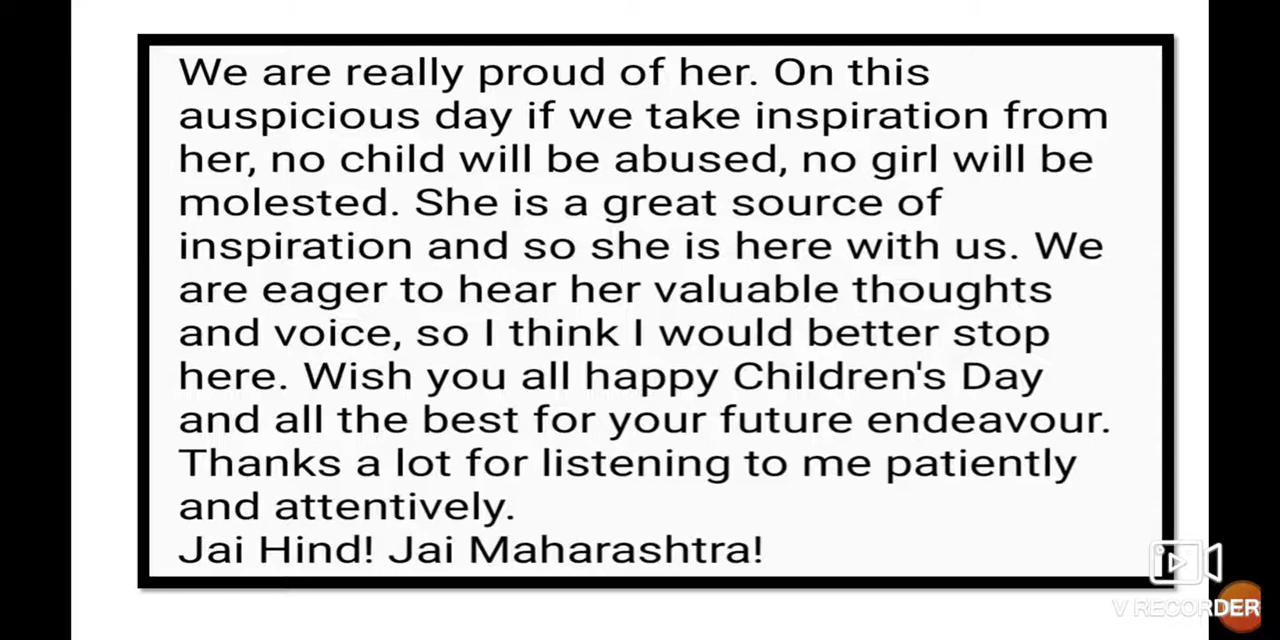 We are really proud of her. On this
auspicious day if we take inspiration from
her, no child will be abused, no girl will be
molested. She is a great source of
inspiration and so she is here with us. We
are eager to hear her valuable thoughts
and voice, so I think I would better stop
here. Wish you all happy Children's Day
and all the best for your future endeavour.
Thanks a lot for listening to me patiently
and attentively.
Jai Hind! Jai Maharashtra!
V RECORDER